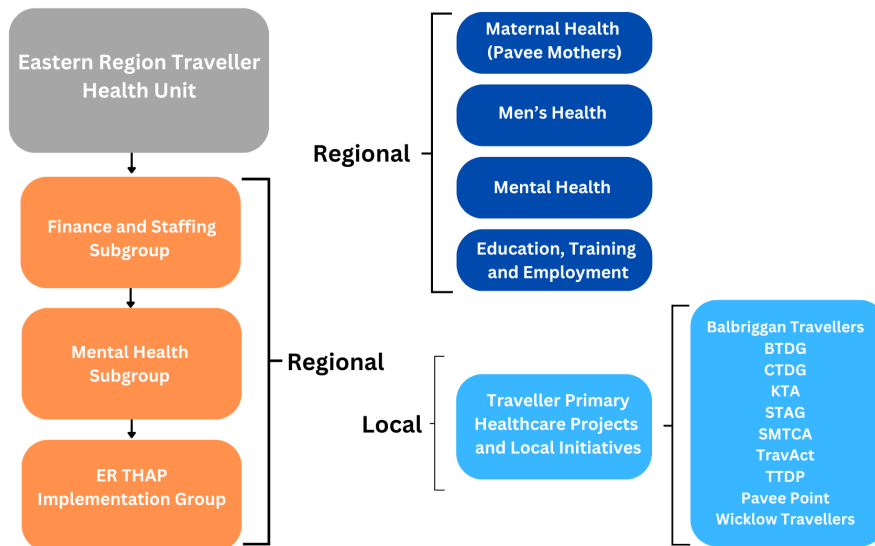 Eastern Region Traveller
Health Unit
Finance and Staffing
Subgroup
Mental Health
Subgroup
ER THAP
Implementation Group
Regional
Regional
Maternal Health
(Pavee Mothers)
Men’s Health
Mental Health
Education, Training
and Employment
Local
Traveller Primary
Healthcare Projects
and Local Initiatives
Balbriggan Travellers
BTDG
CTDG
KTA
STAG
SMTCA
TravAct
TTDP
Pavee Point
Wicklow Travellers